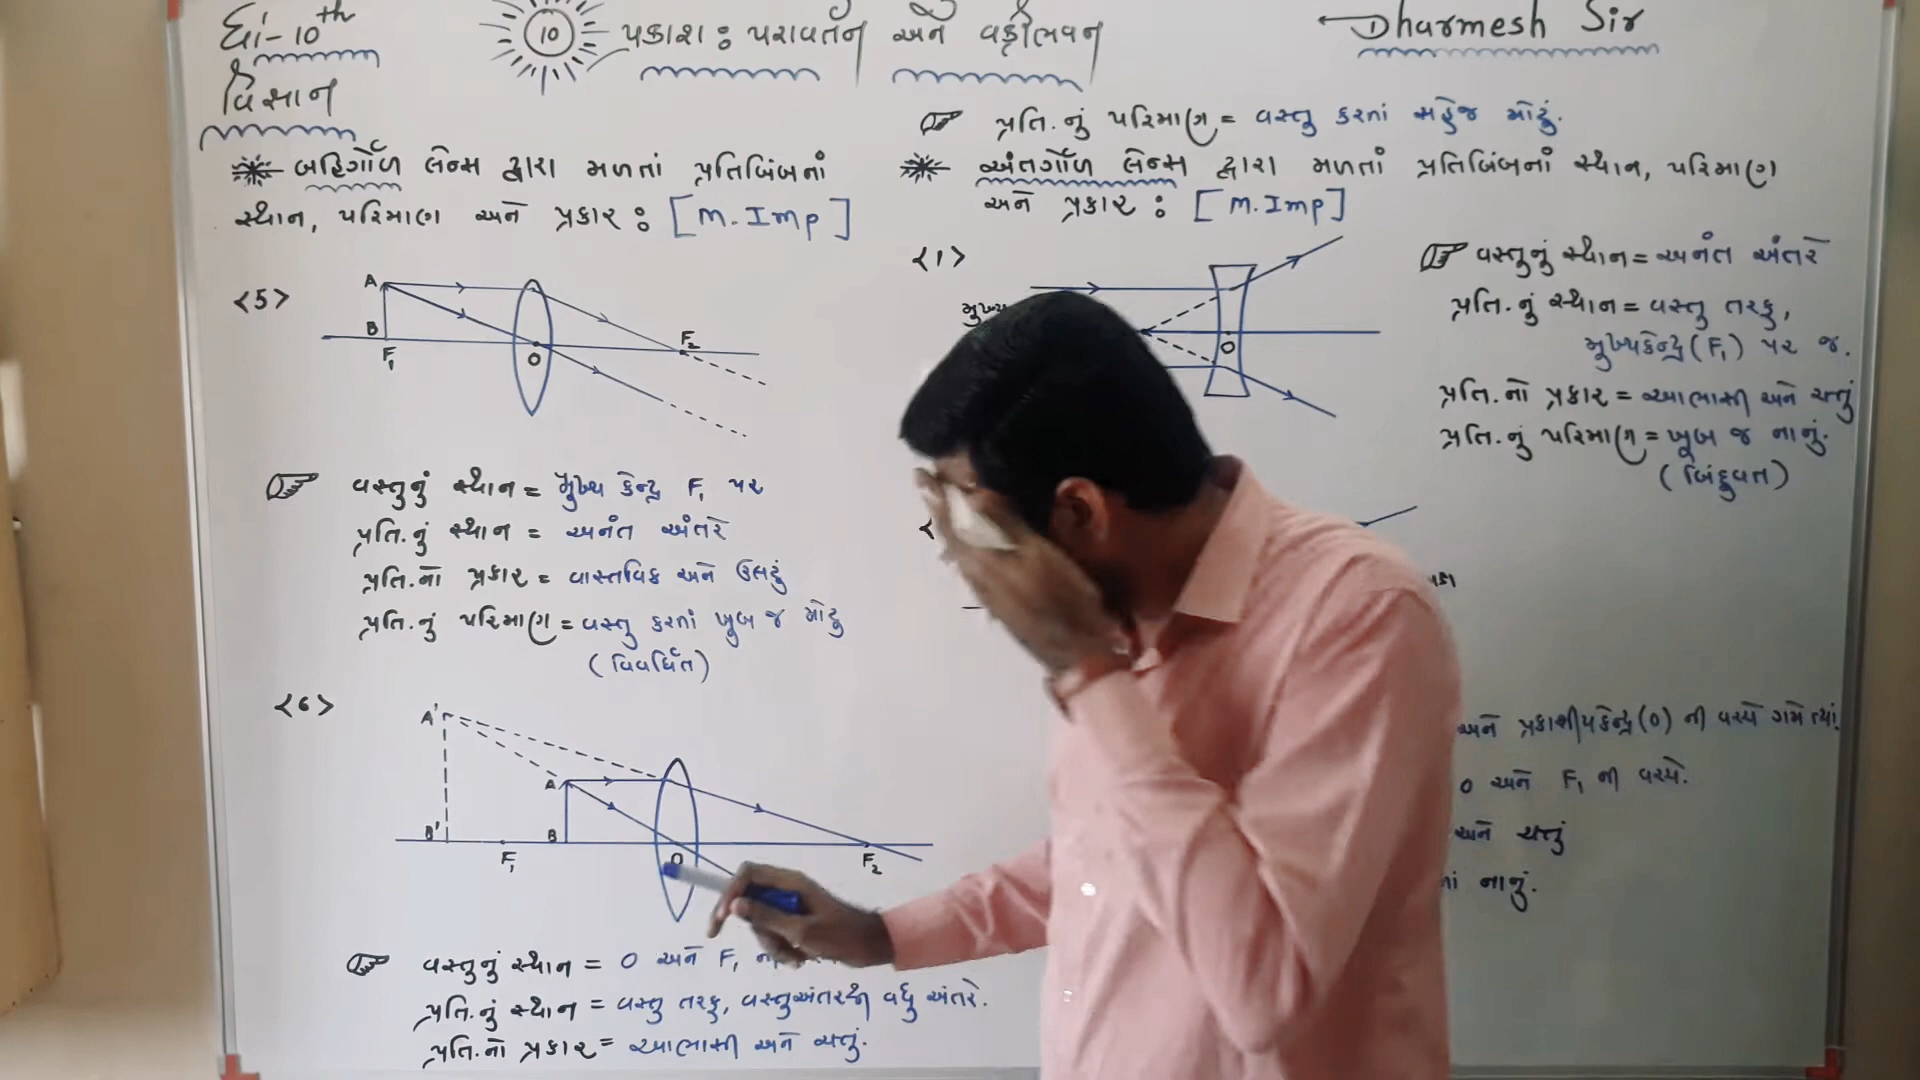 ધો-10th
વિજ્ઞાન
10 પ્રકાશ : પરાવર્તન અને વક્રીભવન
Dharmesh Sir
બહિર્ગોળ લેન્સ દ્વારા મળતાં પ્રતિબિંબનાં
સ્થાન, પરિમાણ અને પ્રકાર : [M.Imp]
<5>
A
B
F₁
O
F₂
વસ્તુનું સ્થાન = મુખ્ય કેન્દ્ર F₁ પર
પ્રતિ.નું સ્થાન = અનંત અંતરે
પ્રતિ.નો પ્રકાર = વાસ્તવિક અને ઉલટું
પ્રતિ.નું પરિમાણ = વસ્તુ કરતાં ખૂબ જ મોટું
(વિવર્ધિત)
<6>
A'
A
B'
B
F₁
O
F₂
વસ્તુનું સ્થાન = O અને F₁
પ્રતિ.નું સ્થાન = વસ્તુ તરફ, વસ્તુઅંતરથી વધુ અંતરે.
પ્રતિ.નો પ્રકાર = આભાસી અને ચત્તું.
પ્રતિ.નું પરિમાણ = વસ્તુ કરતાં સહેજ મોટું.
અંતર્ગોળ લેન્સ દ્વારા મળતાં પ્રતિબિંબનાં સ્થાન, પરિમાણ
અને પ્રકાર : [M.Imp]
<1>
મુખ્ય
O
વસ્તુનું સ્થાન = અનંત અંતરે
પ્રતિ.નું સ્થાન = વસ્તુ તરફ,
મુખ્યકેન્દ્ર (F₁) પર જ.
પ્રતિ.નો પ્રકાર = આભાસી અને ચત્તું
પ્રતિ.નું પરિમાણ = ખૂબ જ નાનું.
(બિંદુવત)
અને પ્રકાશીયકેન્દ્ર (O) ની વચ્ચે ગમે ત્યાં.
O અને F₁ ની વચ્ચે.
અને ચત્તું
નાનું.